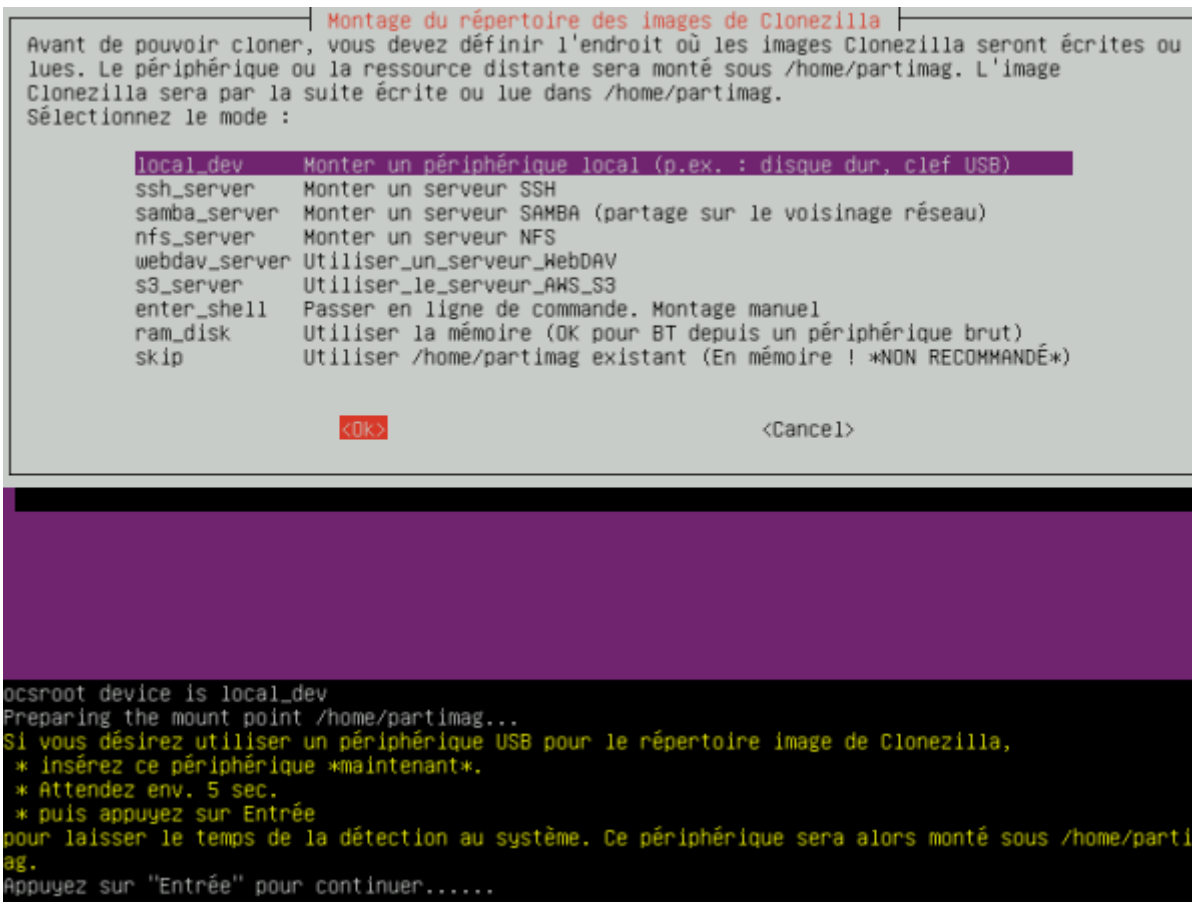 Montage du répertoire des images de Clonezilla
Avant de pouvoir cloner, vous devez définir l'endroit où les images Clonezilla seront écrites ou
lues. Le périphérique ou la ressource distante sera monté sous /home/partimag. L'image
Clonezilla sera par la suite écrite ou lue dans /home/partimag.
Sélectionnez le mode :
local_dev Monter un périphérique local (p.ex. : disque dur, clef USB)
ssh_server Monter un serveur SSH
samba_server Monter un serveur SAMBA (partage sur le voisinage réseau)
nfs_server Monter un serveur NFS
webdav_server Utiliser_un_serveur_WebDAV
s3_server Utiliser_le_serveur_AWS_S3
enter_shell Passer en ligne de commande. Montage manuel
ram_disk Utiliser la mémoire (OK pour BT depuis un périphérique brut)
skip Utiliser /home/partimag existant (En mémoire ! *NON RECOMMANDÉ*)
<Ok> <Cancel>
ocsroot device is local_dev
Preparing the mount point /home/partimag...
Si vous désirez utiliser un périphérique USB pour le répertoire image de Clonezilla,
* insérez ce périphérique *maintenant*.
* Attendez env. 5 sec.
* puis appuyez sur Entrée
pour laisser le temps de la détection au système. Ce périphérique sera alors monté sous /home/parti
ag.
Appuyez sur "Entrée" pour continuer......